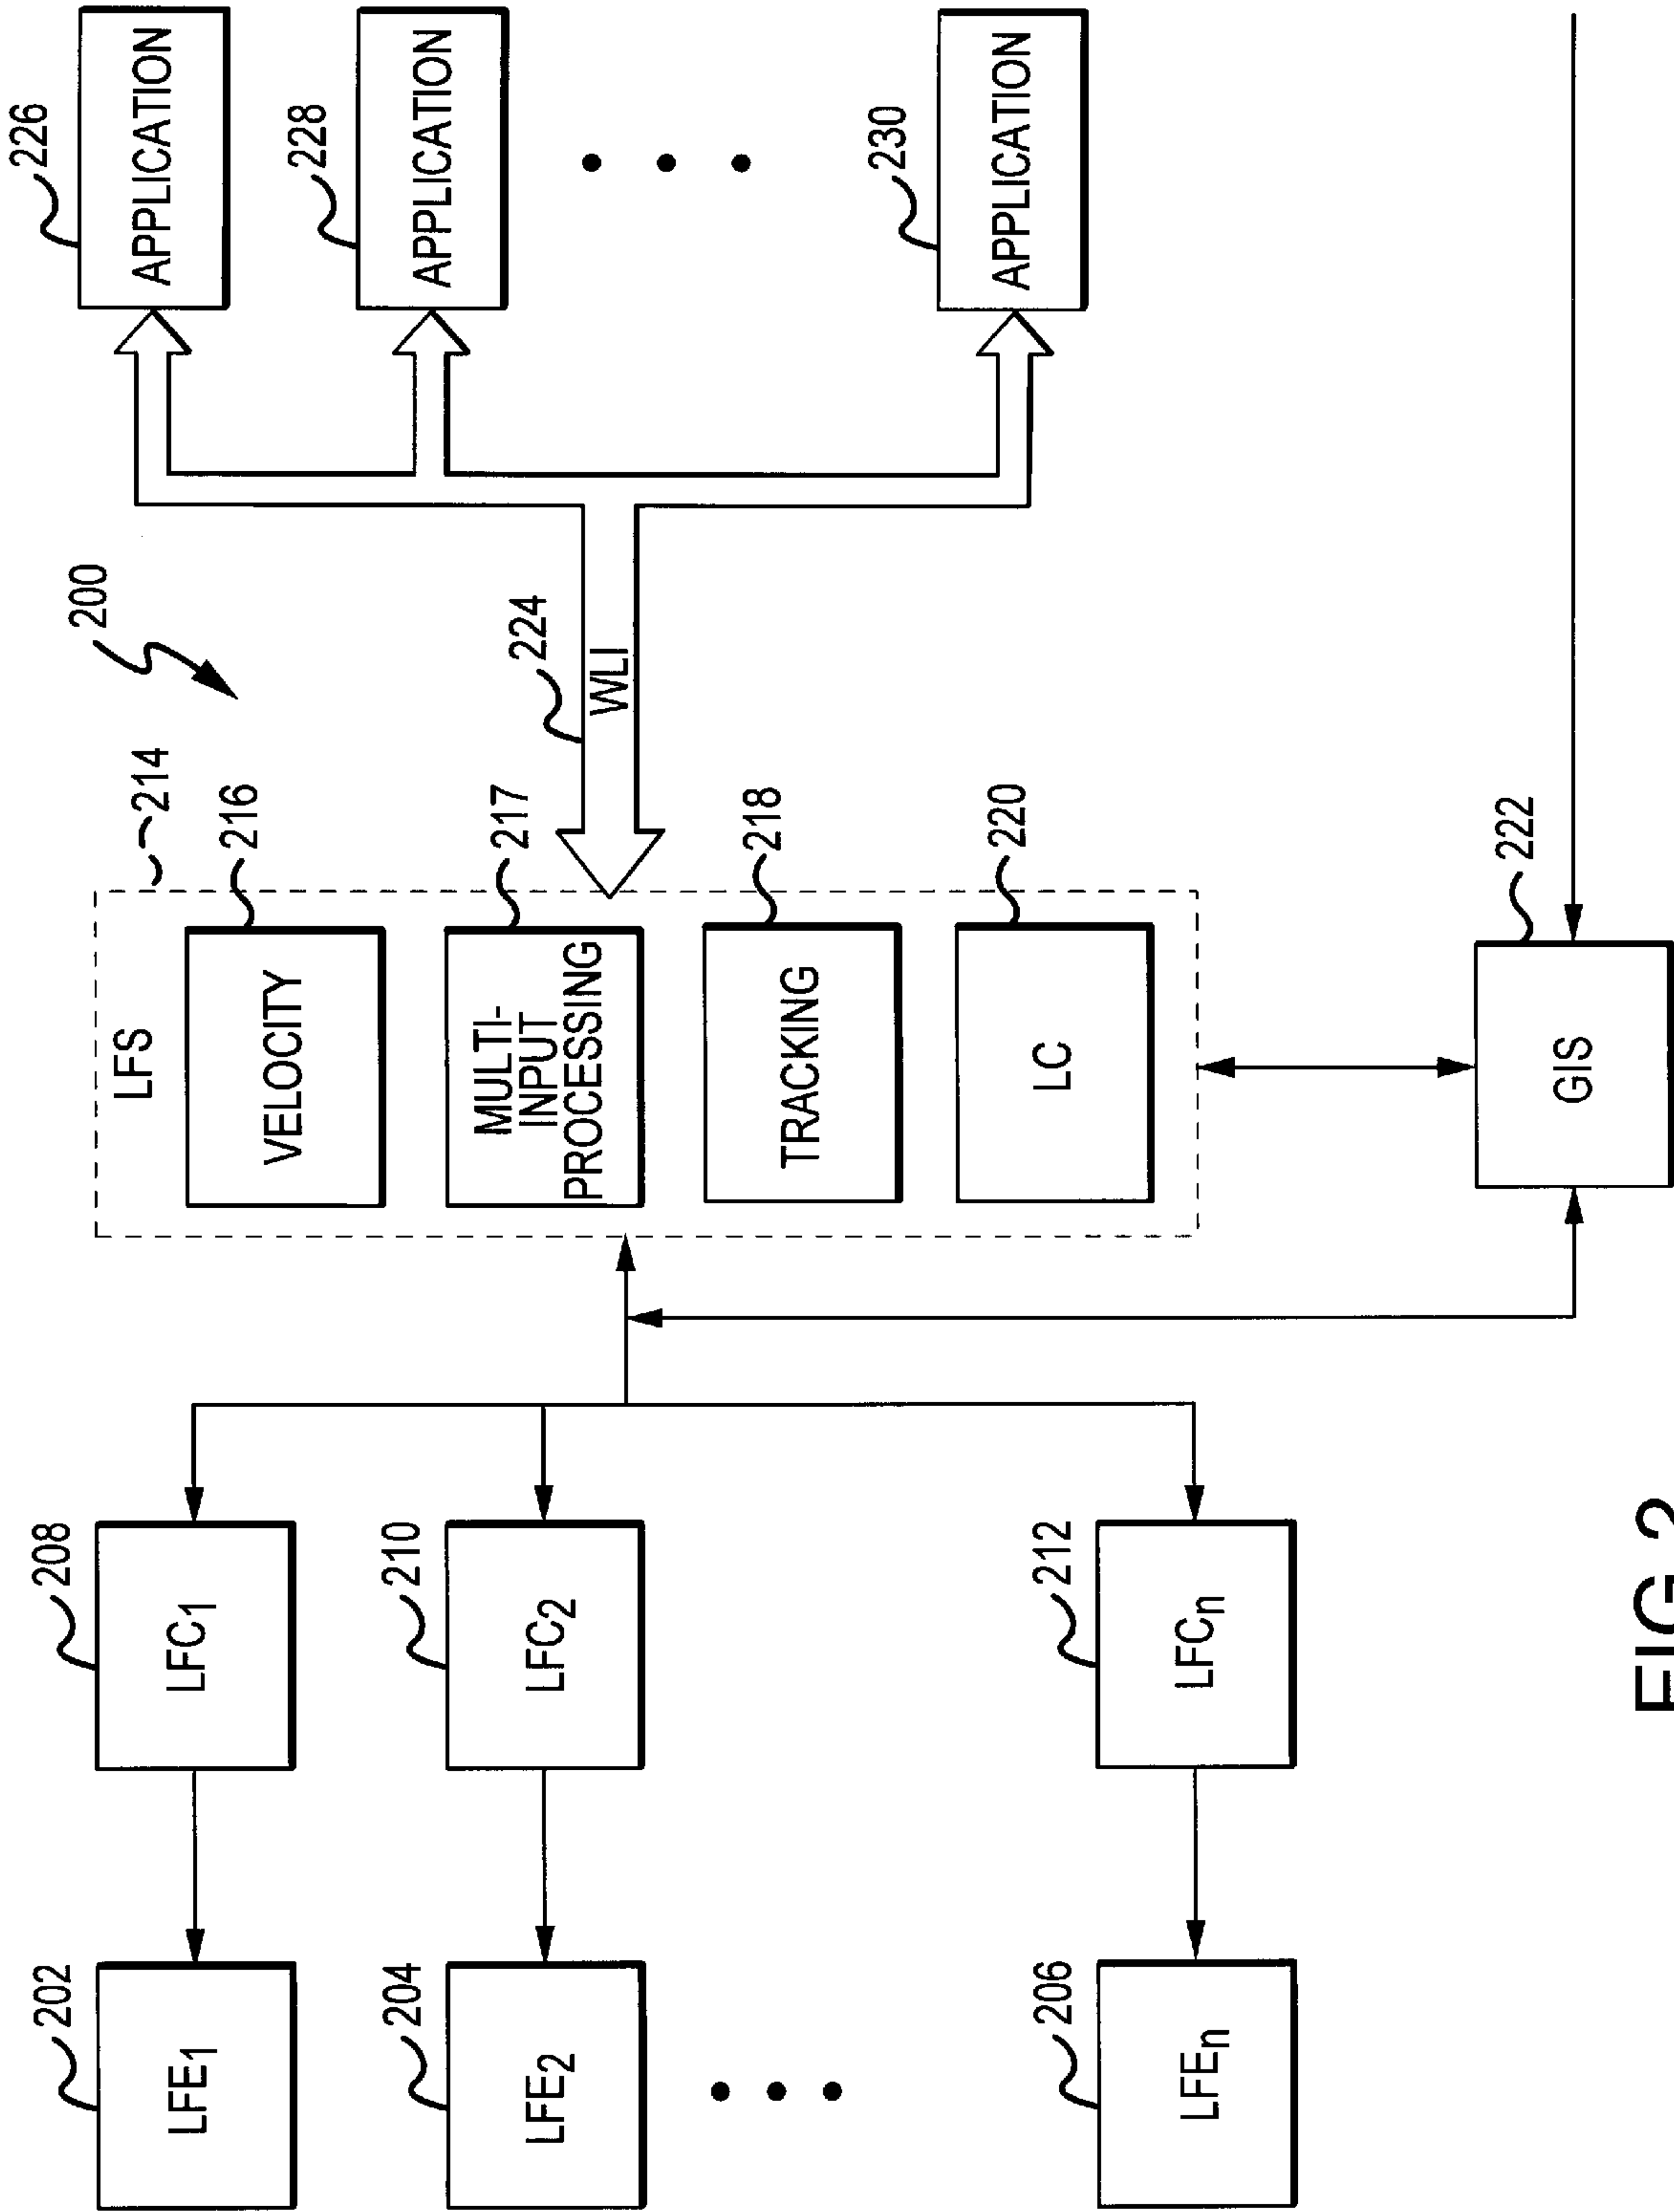 200
202
LFE1
208
LFC1
204
LFE2
210
LFC2
206
LFEn
212
LFCn
LFS
214
VELOCITY
216
MULTI-
INPUT
PROCESSING
217
TRACKING
218
LC
220
GIS
222
224
WLI
226
APPLICATION
228
APPLICATION
230
APPLICATION
FIG.2